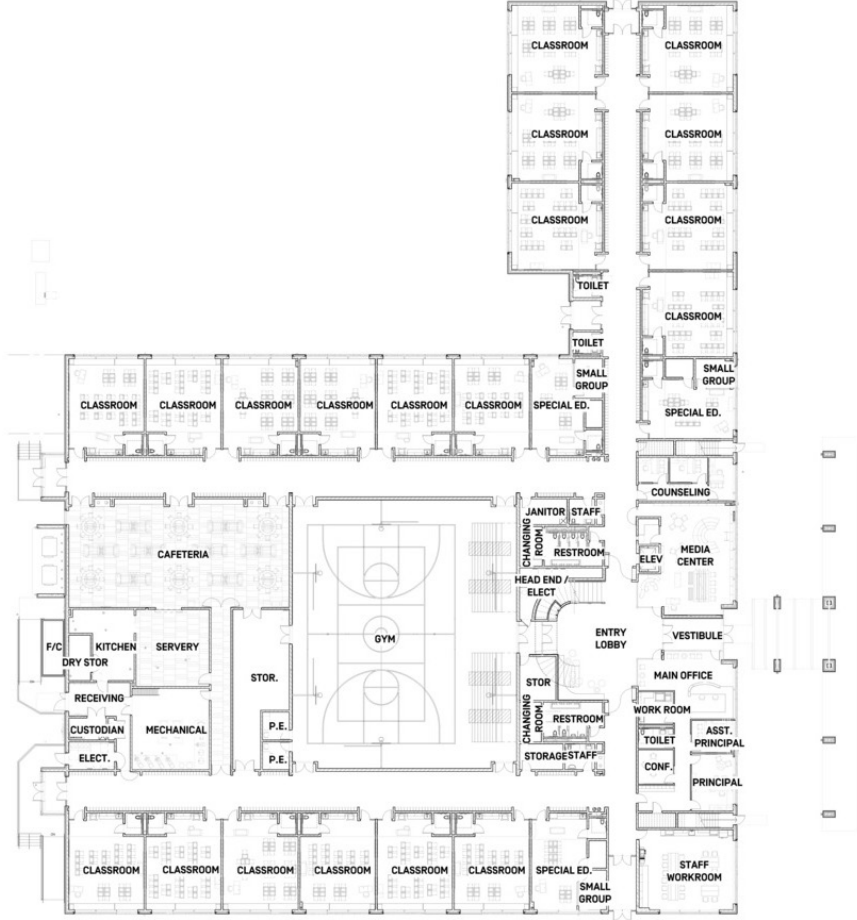 CLASSROOM CLASSROOM
CLASSROOM CLASSROOM
CLASSROOM CLASSROOM
TOILET
CLASSROOM
TOILET
SMALL
GROUP
SMALL
GROUP
CLASSROOM CLASSROOM CLASSROOM CLASSROOM CLASSROOM CLASSROOM SPECIAL ED.
SPECIAL ED.
COUNSELING
JANITOR STAFF
CHANGING
ROOM
RESTROOM
CAFETERIA
ELEV
MEDIA
CENTER
HEAD END /
ELECT
GYM
ENTRY
LOBBY
VESTIBULE
F/C
KITCHEN
SERVERY
DRY STOR
STOR.
STOR
MAIN OFFICE
RECEIVING
WORK ROOM
CHANGING
ROOM
RESTROOM
CUSTODIAN
MECHANICAL
P.E.
TOILET
ASST.
PRINCIPAL
ELECT.
P.E.
STORAGE STAFF
CONF.
PRINCIPAL
CLASSROOM CLASSROOM CLASSROOM CLASSROOM CLASSROOM CLASSROOM SPECIAL ED.
SMALL
GROUP
STAFF
WORKROOM